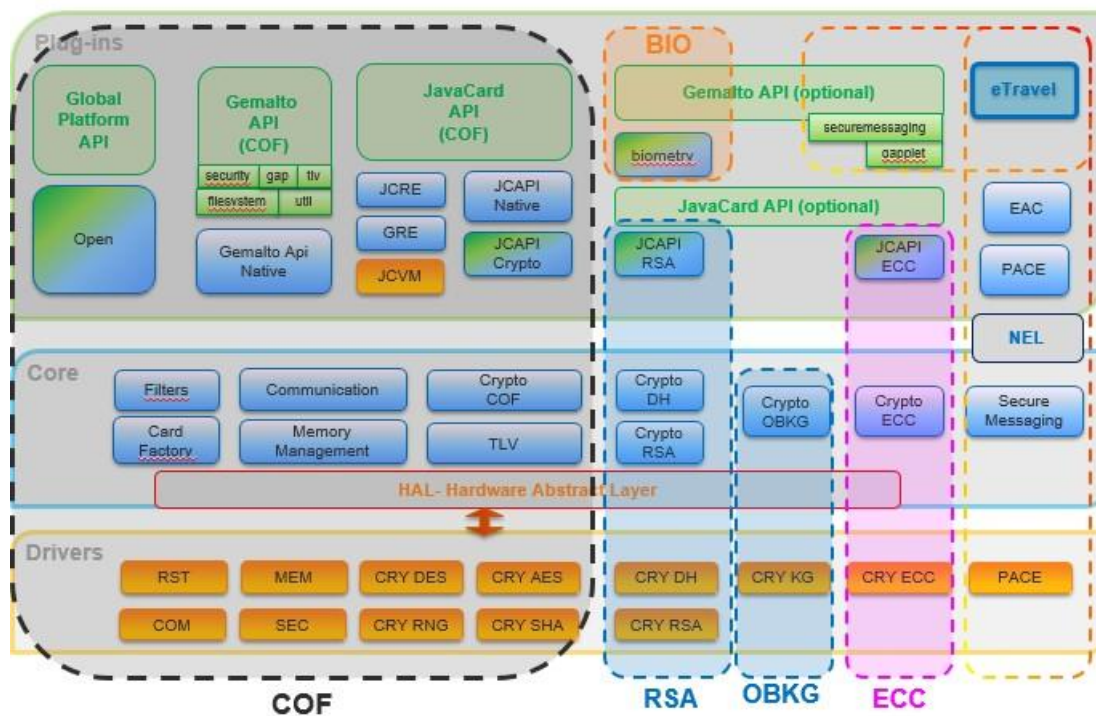 Plug-ins
BIO
Global
Platform
API
Gemalto
API
(COF)
security
gap
tlv
filesystem
util
JavaCard
API
(COF)
Gemalto API (optional)
securemessaging
gapplet
biometry
eTravel
Open
Gemalto Api
Native
JCRE
GRE
JCVM
JCAPI
Native
JCAPI
Crypto
JavaCard API (optional)
JCAPI
RSA
JCAPI
ECC
EAC
PACE
NEL
Core
Filters
Communication
Crypto
COF
Crypto
DH
Crypto
OBKG
Crypto
ECC
Secure
Messaging
Card
Factory
Memory
Management
TLV
Crypto
RSA
HAL- Hardware Abstract Layer
Drivers
RST
MEM
CRY DES
CRY AES
CRY DH
CRY KG
CRY ECC
PACE
COM
SEC
CRY RNG
CRY SHA
CRY RSA
COF
RSA
OBKG
ECC